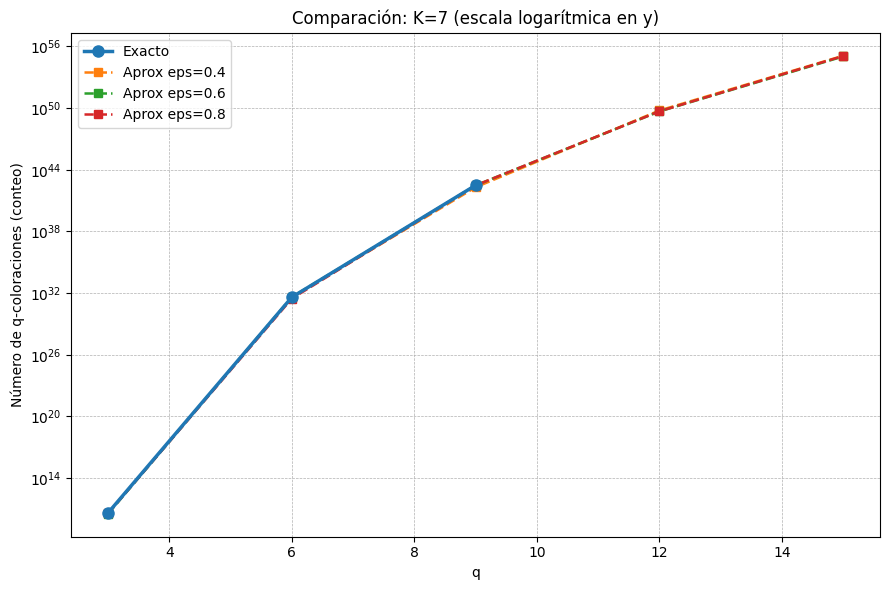 Comparación: K=7 (escala logarítmica en y)
Exacto
Aprox eps=0.4
Aprox eps=0.6
Aprox eps=0.8
Número de q-coloraciones (conteo)
10^56
10^50
10^44
10^38
10^32
10^26
10^20
10^14
4 6 8 10 12 14
q